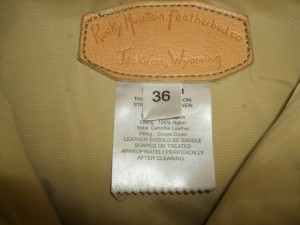 Rocky Mountain Featherbed co.
Jackson, Wyoming
36
100% Nylon
Yoke: Genuine Leather
Filling: Goose Down
LEATHER SHOULD BE SADDLE
SOAPED OR TREATED
APPROPRIATELY PERIODICALLY
AFTER CLEANING.